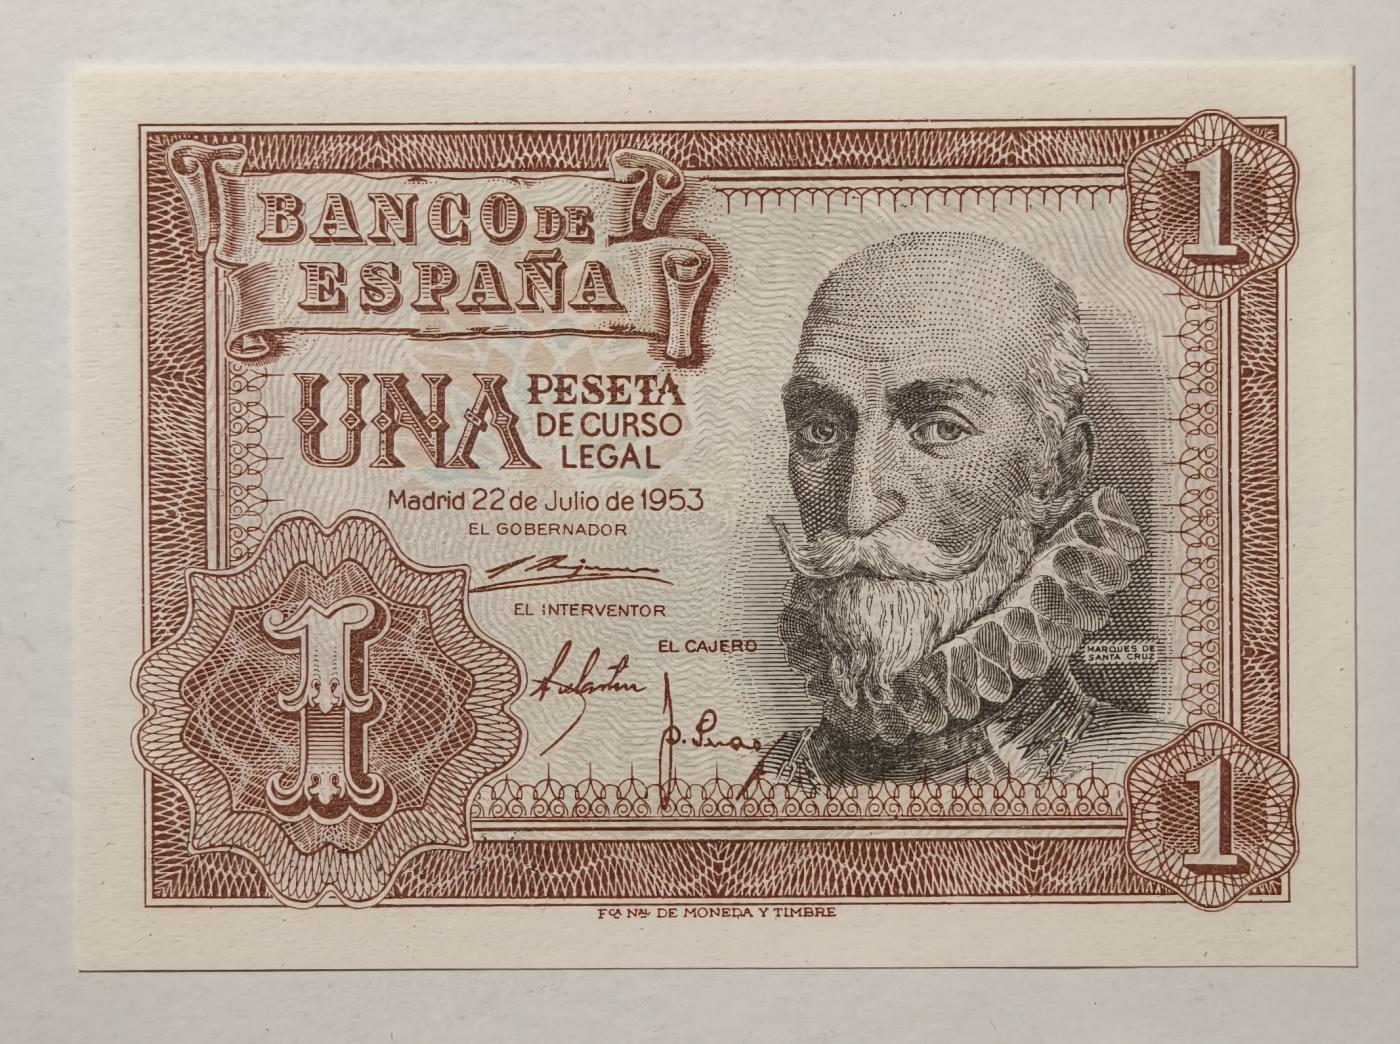 1
BANCO DE
ESPAÑA
UNA PESETA
DE CURSO
LEGAL
Madrid 22 de Julio de 1953
EL GOBERNADOR
EL INTERVENTOR
EL CAJERO
MARQUES DE
SANTA CRUZ
1
1
FCA NAL DE MONEDA Y TIMBRE